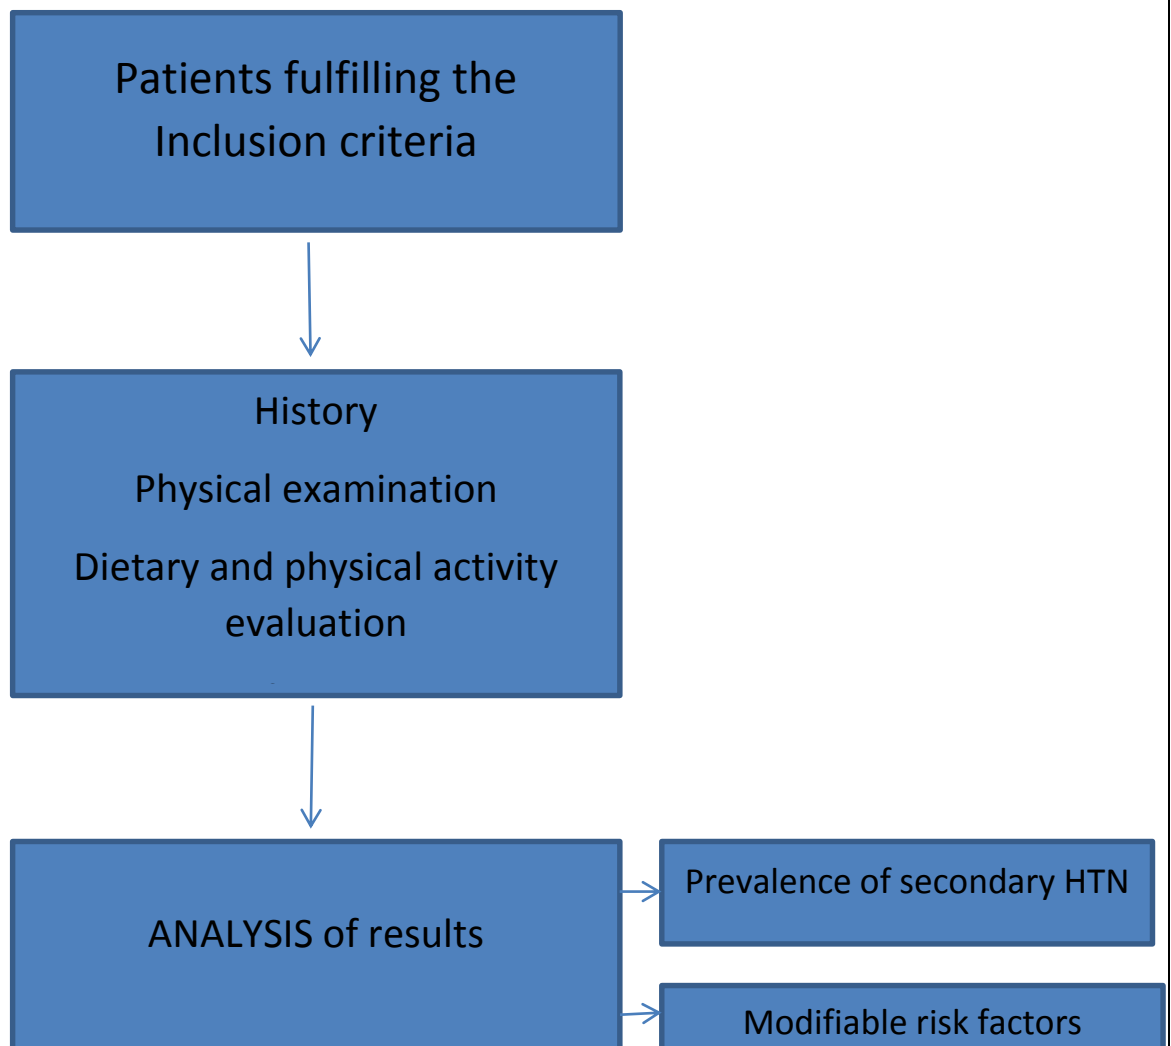 Patients fulfilling the
Inclusion criteria
History
Physical examination
Dietary and physical activity
evaluation
ANALYSIS of results
Prevalence of secondary HTN
Modifiable risk factors